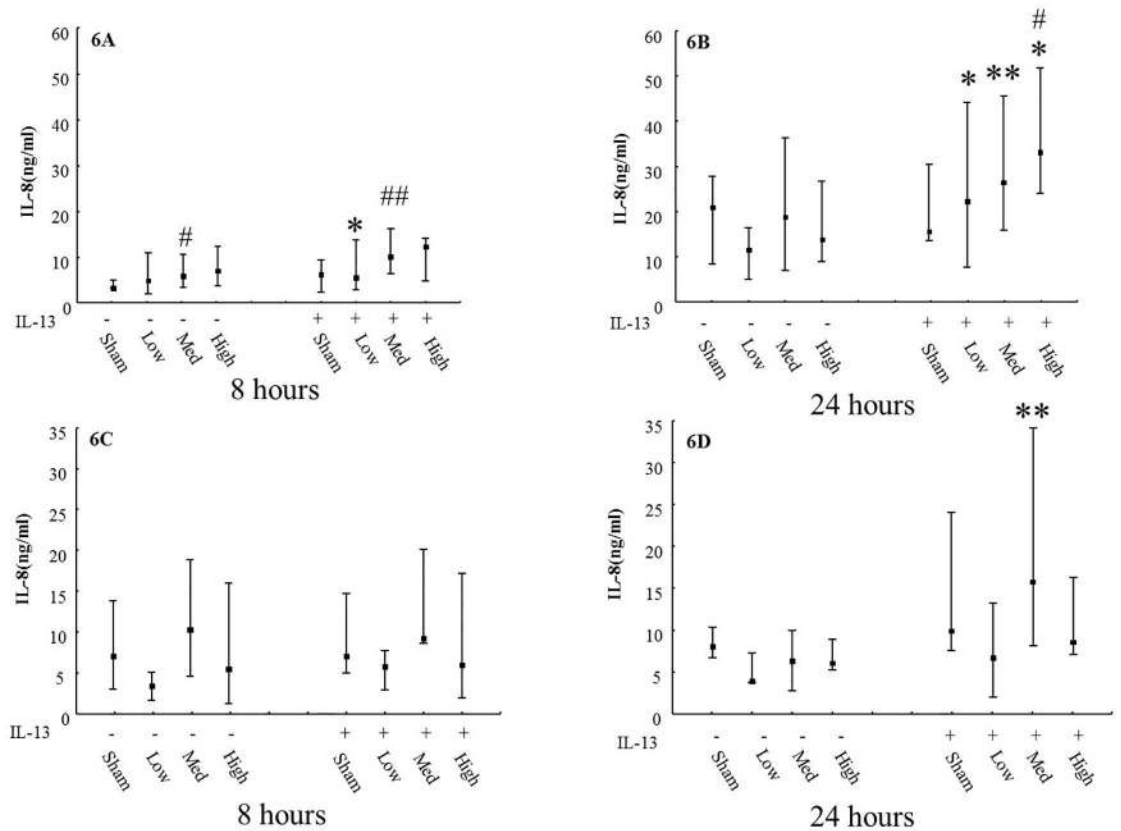 6A
60
50
40
30
20
10
0
IL-8(ng/ml)
#
*
##
IL-13 - - - - + + + +
Sham Low Med High Sham Low Med High
8 hours
6B
60
50
40
30
20
10
0
IL-8(ng/ml)
#
* ** *
IL-13 - - - - + + + +
Sham Low Med High Sham Low Med High
24 hours
6C
35
30
25
20
15
10
5
0
IL-8(ng/ml)
IL-13 - - - - + + + +
Sham Low Med High Sham Low Med High
8 hours
6D
35
30
25
20
15
10
5
0
IL-8(ng/ml)
**
IL-13 - - - - + + + +
Sham Low Med High Sham Low Med High
24 hours